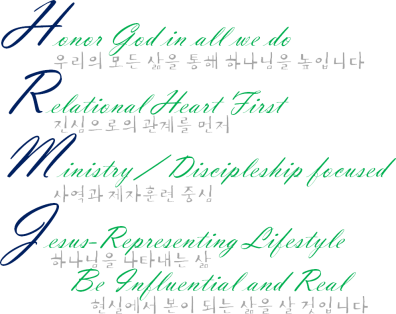 Honor God in all we do
우리의 모든 삶을 통해 하나님을 높입니다
Relational Heart First
진심으로의 관계를 먼저
Ministry / Discipleship focused
사역과 제자훈련 중심
Jesus-Representing Lifestyle
하나님을 나타내는 삶
Be Influential and Real
현실에서 본이 되는 삶을 살 것입니다